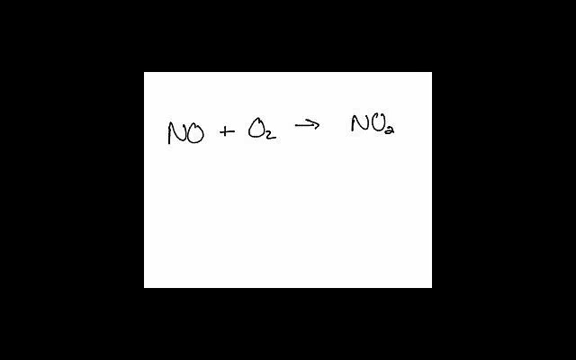 NO + O₂ → NO₂